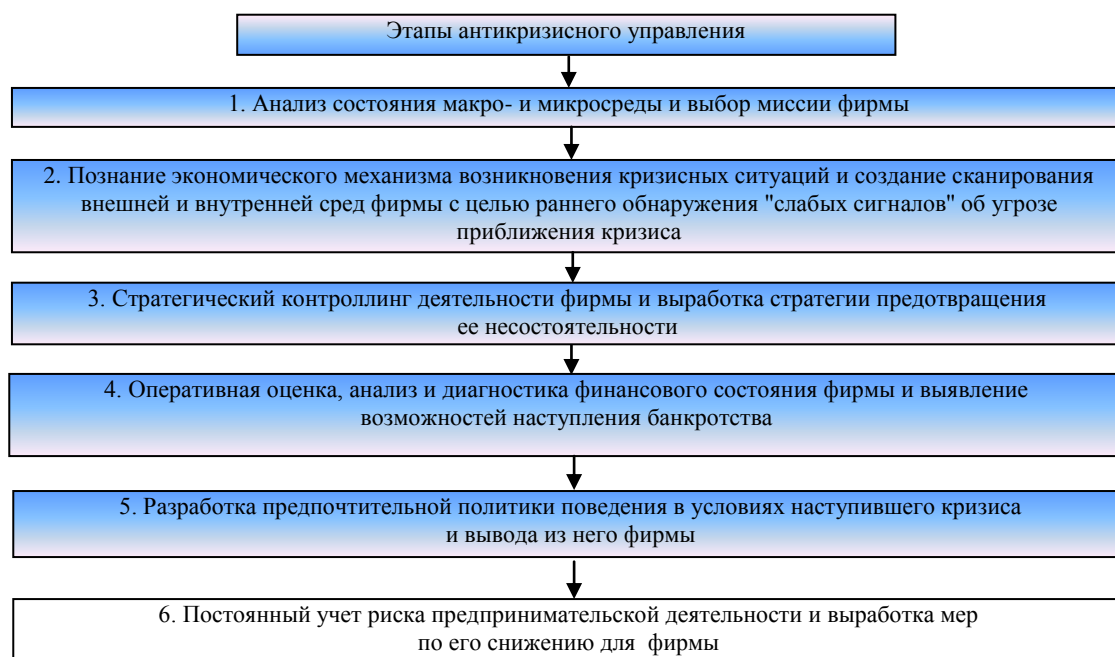 Этапы антикризисного управления
1. Анализ состояния макро- и микросреды и выбор миссии фирмы
2. Познание экономического механизма возникновения кризисных ситуаций и создание сканирования
внешней и внутренней сред фирмы с целью раннего обнаружения "слабых сигналов" об угрозе
приближения кризиса
3. Стратегический контроллинг деятельности фирмы и выработка стратегии предотвращения
ее несостоятельности
4. Оперативная оценка, анализ и диагностика финансового состояния фирмы и выявление
возможностей наступления банкротства
5. Разработка предпочтительной политики поведения в условиях наступившего кризиса
и вывода из него фирмы
6. Постоянный учет риска предпринимательской деятельности и выработка мер
по его снижению для фирмы